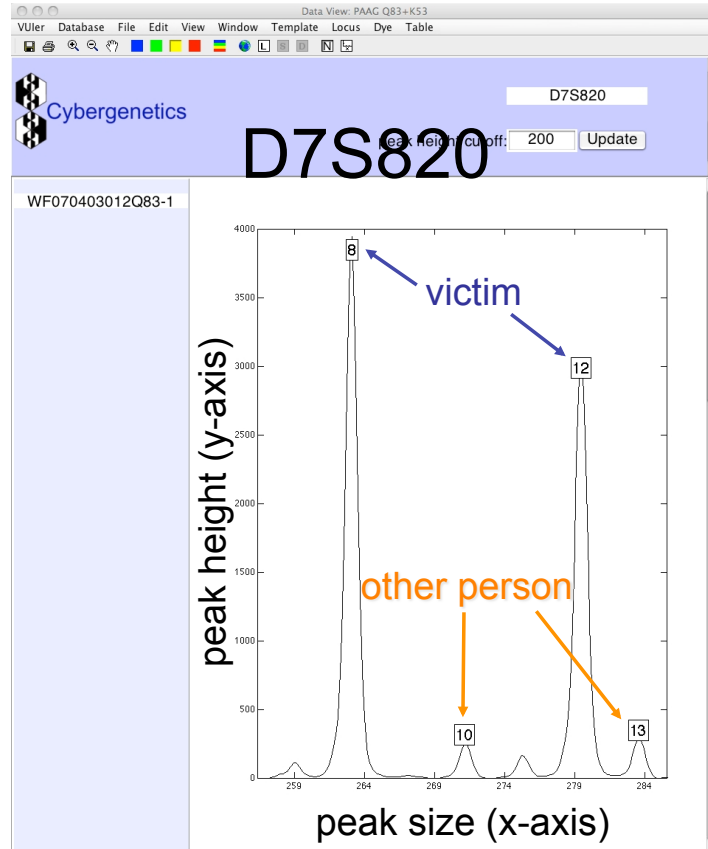 Data View: PAAG Q83+K53
VUIer Database File Edit View Window Template Locus Dye Table
L S D N
Cybergenetics
D7S820
peak height cutoff: 200 Update
D7S820
WF070403012Q83-1
4000
8
victim
3500
3000
12
peak height (y-axis)
2500
2000
1500
other person
1000
500
10
13
0
259 264 269 274 279 284
peak size (x-axis)